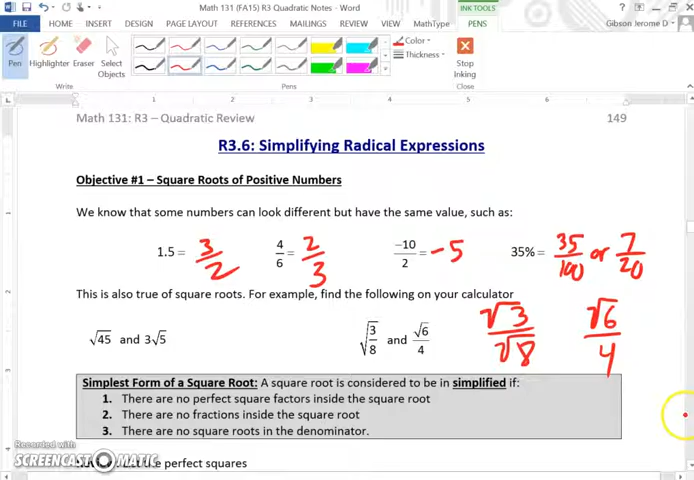 Math 131 (FA15) R3 Quadratic Notes - Word
INK TOOLS
FILE HOME INSERT DESIGN PAGE LAYOUT REFERENCES MAILINGS REVIEW VIEW MathType PENS Gibson Jerome D
Pen Highlighter Eraser Select Objects
Color
Thickness
Stop Inking
Write Pens Close
1 2 3 4 5 6
Math 131: R3 – Quadratic Review 149
R3.6: Simplifying Radical Expressions
Objective #1 – Square Roots of Positive Numbers
We know that some numbers can look different but have the same value, such as:
1.5 = 3/2 4/6 = 2/3 -10/2 = -5 35% = 35/100 or 7/20
This is also true of square roots. For example, find the following on your calculator
√45 and 3√5 √(3/8) and √6/4 √3/√8 √6/4
Simplest Form of a Square Root: A square root is considered to be in simplified if:
1. There are no perfect square factors inside the square root
2. There are no fractions inside the square root
3. There are no square roots in the denominator.
List the perfect squares
Recorded with
SCREENCAST-O-MATIC